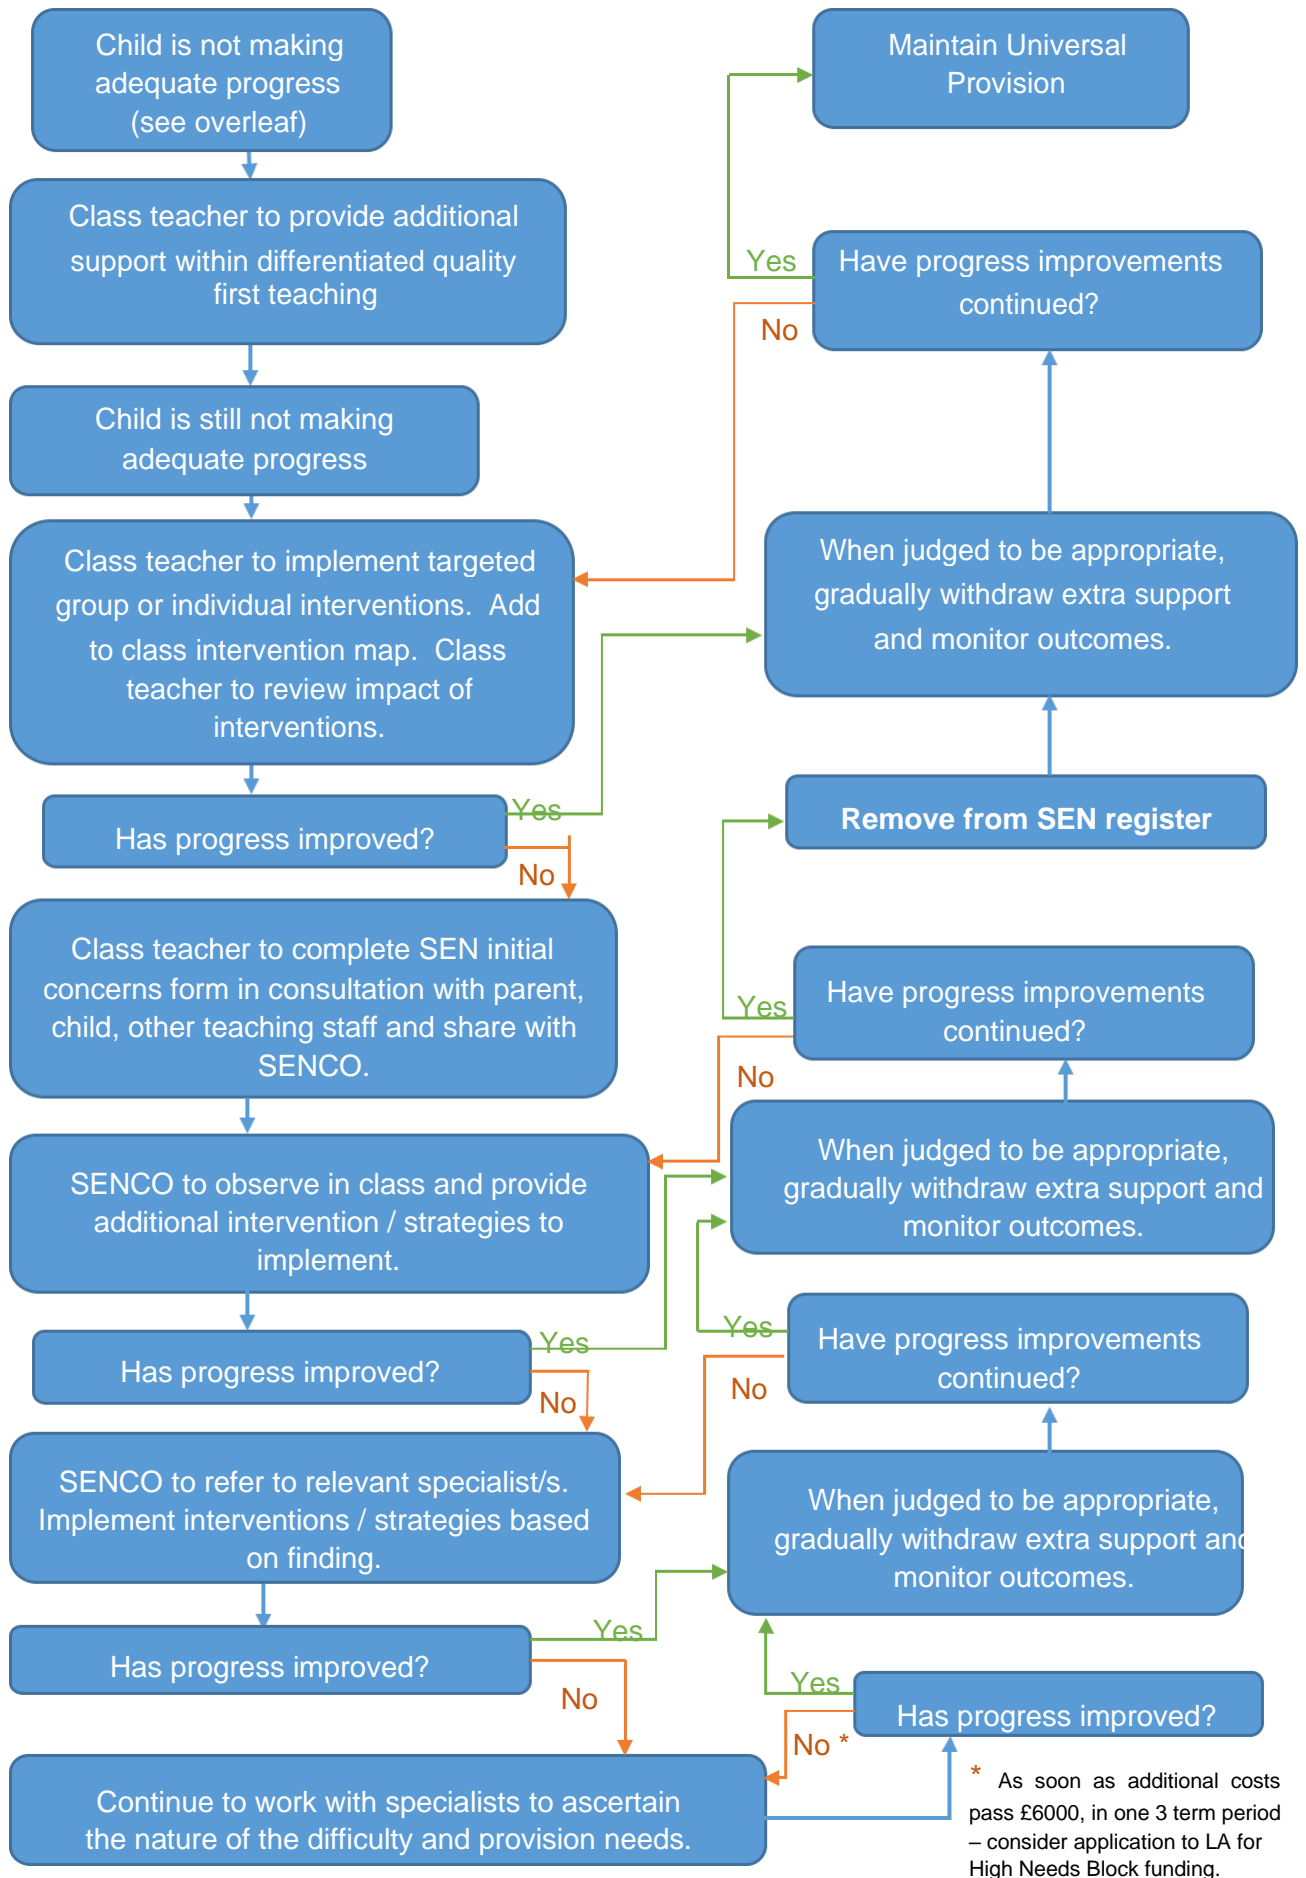 Child is not making
adequate progress
(see overleaf)
Class teacher to provide additional
support within differentiated quality
first teaching
Child is still not making
adequate progress
Class teacher to implement targeted
group or individual interventions. Add
to class intervention map. Class
teacher to review impact of
interventions.
Has progress improved?
Yes
No
Class teacher to complete SEN initial
concerns form in consultation with parent,
child, other teaching staff and share with
SENCO.
SENCO to observe in class and provide
additional intervention / strategies to
implement.
Has progress improved?
Yes
No
SENCO to refer to relevant specialist/s.
Implement interventions / strategies based
on finding.
Has progress improved?
Yes
No
Continue to work with specialists to ascertain
the nature of the difficulty and provision needs.
Maintain Universal
Provision
Yes
No
Have progress improvements
continued?
When judged to be appropriate,
gradually withdraw extra support
and monitor outcomes.
Remove from SEN register
Yes
No
Have progress improvements
continued?
When judged to be appropriate,
gradually withdraw extra support and
monitor outcomes.
Yes
No
Have progress improvements
continued?
When judged to be appropriate,
gradually withdraw extra support and
monitor outcomes.
Yes
No *
Has progress improved?
* As soon as additional costs
pass £6000, in one 3 term period
– consider application to LA for
High Needs Block funding.